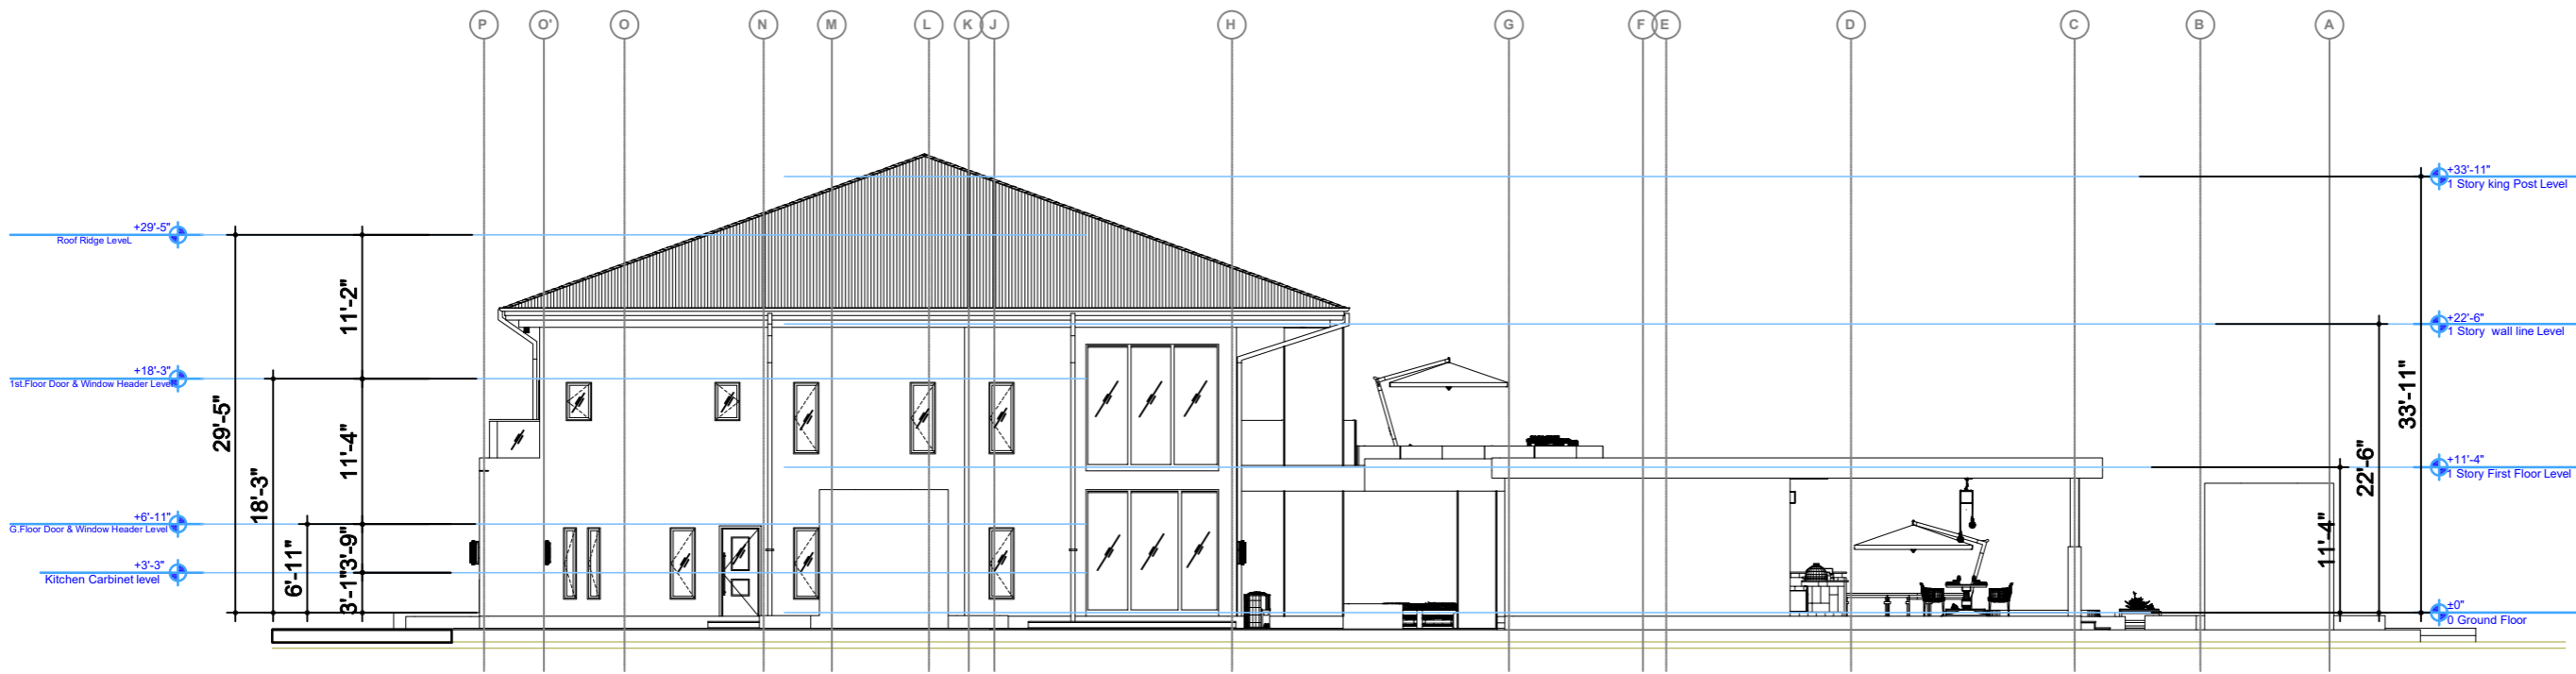 P O' O N M L K J H G F E D C B A
+33'-11"
1 Story king Post Level
+29'-5"
Roof Ridge LeveL
+22'-6"
1 Story wall line Level
+18'-3"
1st.Floor Door & Window Header Level
+11'-4"
1 Story First Floor Level
+6'-11"
G.Floor Door & Window Header Level
+3'-3"
Kitchen Carbinet level
±0"
0 Ground Floor
29'-5"
18'-3"
6'-11"
11'-2"
11'-4"
3'-9"
3'-1"
11'-4"
22'-6"
33'-11"